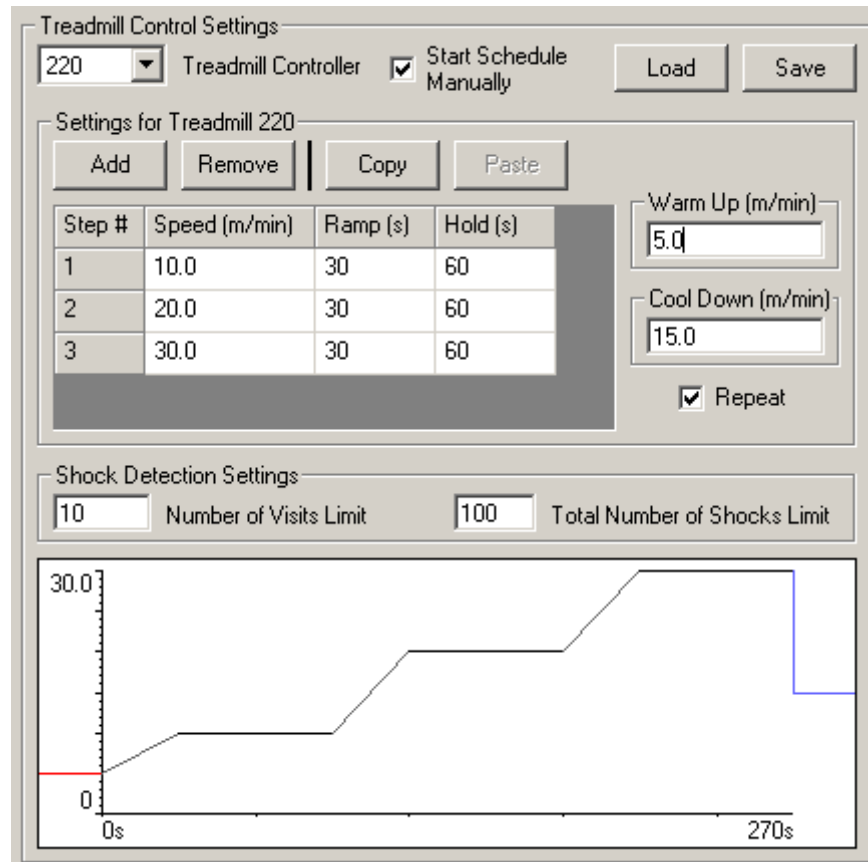 Treadmill Control Settings
220 Treadmill Controller Start Schedule Manually Load Save
Settings for Treadmill 220
Add Remove Copy Paste
Step # Speed (m/min) Ramp (s) Hold (s)
1 10.0 30 60
2 20.0 30 60
3 30.0 30 60
Warm Up (m/min)
5.0
Cool Down (m/min)
15.0
Repeat
Shock Detection Settings
10 Number of Visits Limit 100 Total Number of Shocks Limit
30.0
0
0s 270s